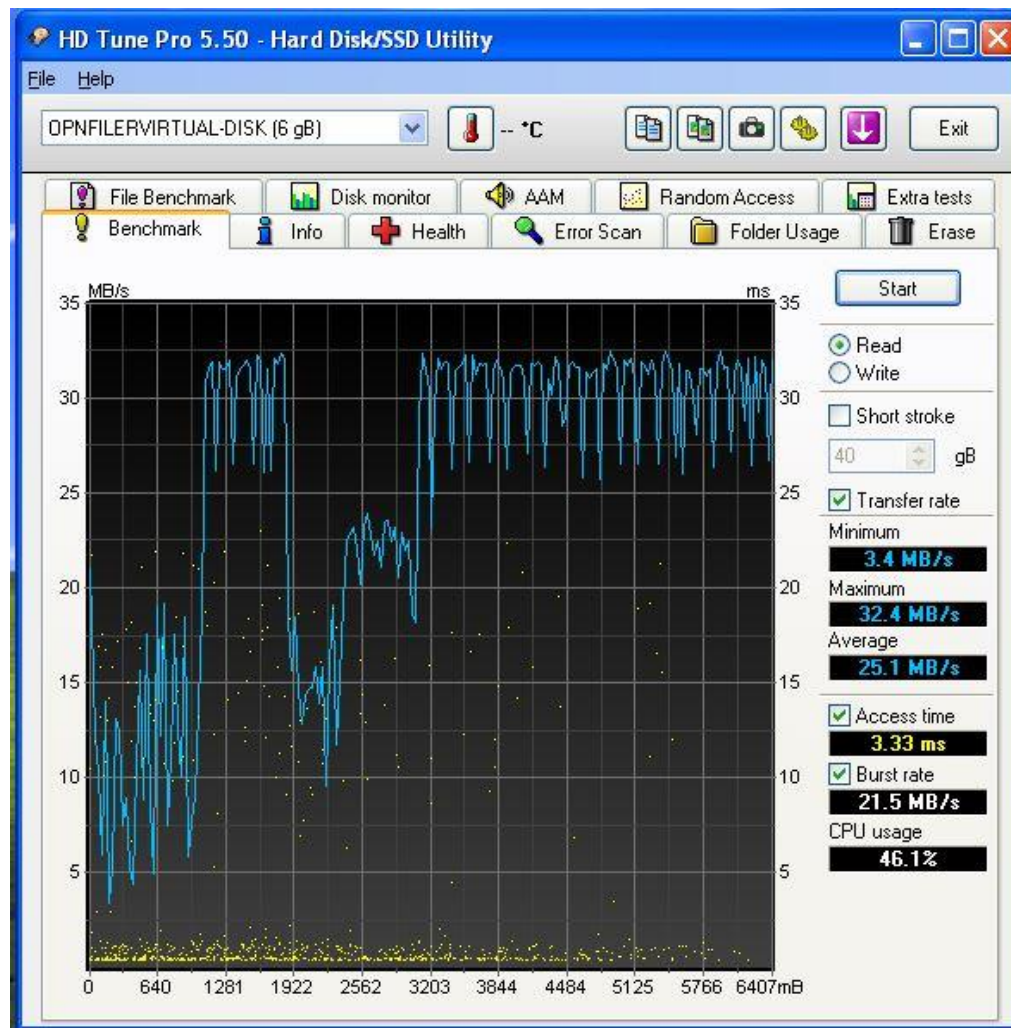 HD Tune Pro 5.50 - Hard Disk/SSD Utility
File Help
OPNFILERVIRTUAL-DISK (6 gB)
-- °C
Exit
File Benchmark
Disk monitor
AAM
Random Access
Extra tests
Benchmark
Info
Health
Error Scan
Folder Usage
Erase
MB/s
ms
35
30
25
20
15
10
5
35
30
25
20
15
10
5
0 640 1281 1922 2562 3203 3844 4484 5125 5766 6407mB
Start
Read
Write
Short stroke
40 gB
Transfer rate
Minimum
3.4 MB/s
Maximum
32.4 MB/s
Average
25.1 MB/s
Access time
3.33 ms
Burst rate
21.5 MB/s
CPU usage
46.1%